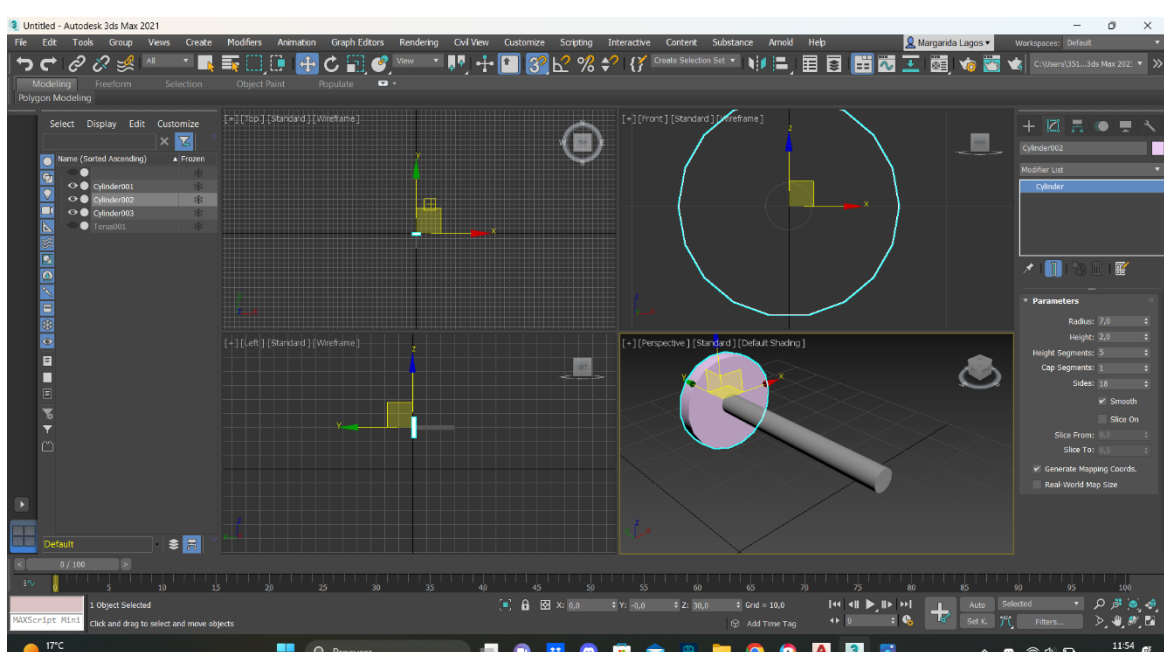 3 Untitled - Autodesk 3ds Max 2021
File Edit Tools Group Views Create Modifiers Animation Graph Editors Rendering Civil View Customize Scripting Interactive Content Substance Arnold Help Margarida Lagos Workspaces: Default
All View Create Selection Set C:\Users\351...3ds Max 202:
Modeling Freeform Selection Object Paint Populate
Polygon Modeling
Select Display Edit Customize
Name (Sorted Ascending) Frozen
Cylinder001
Cylinder002
Cylinder003
Torus001
Default
[+] [Top ] [Standard ] [Wireframe ]
W
y
x
[+] [Front ] [Standard ] [Wireframe ]
z
x
z
[+] [Left ] [Standard ] [Wireframe ]
z
y
z
[+] [Perspective ] [Standard ] [Default Shading ]
y
x
z
x
Cylinder002
Modifier List
Cylinder
Parameters
Radius: 7,0
Height: 2,0
Height Segments: 5
Cap Segments: 1
Sides: 18
Smooth
Slice On
Slice From: 0,0
Slice To: 0,0
Generate Mapping Coords.
Real-World Map Size
0 / 100
0 5 10 15 20 25 30 35 40 45 50 55 60 65 70 75 80 85 90 95 100
1 Object Selected X: 0,0 Y: -0,0 Z: 30,0 Grid = 10,0 Auto Selected
MAXScript Mini Click and drag to select and move objects Add Time Tag 0 Set K. Filters...
17°C 11:54